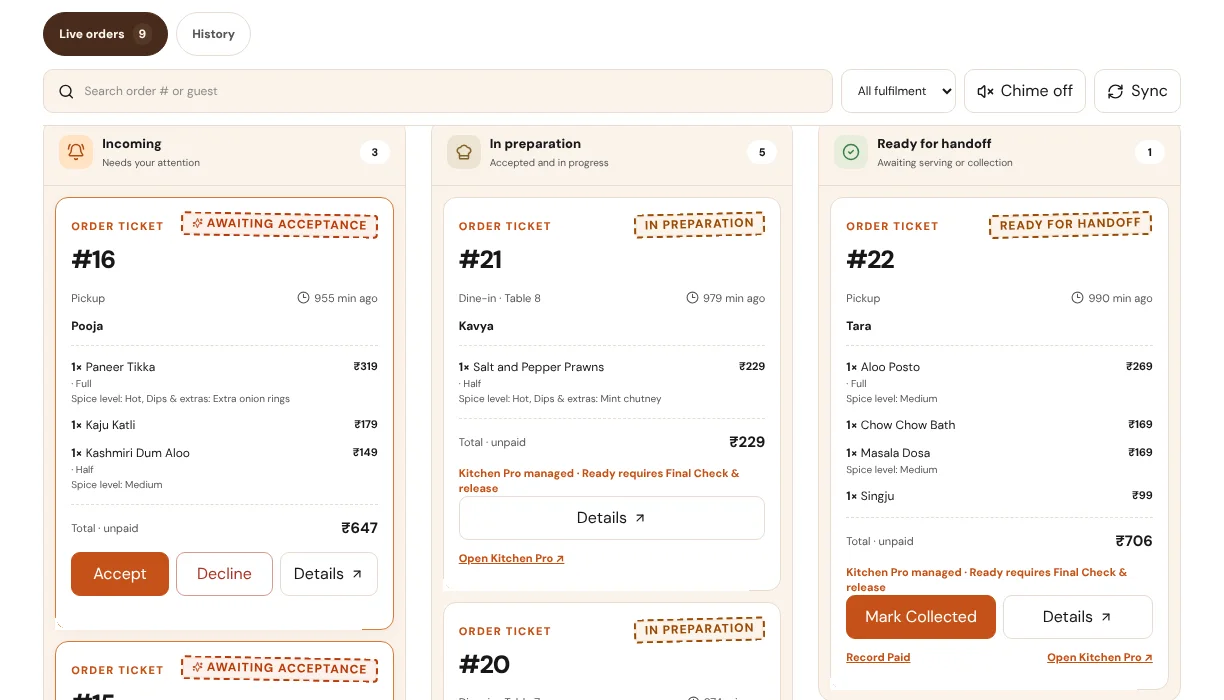 Live orders 9 History
Search order # or guest All fulfilment Chime off Sync
Incoming
Needs your attention
3
ORDER TICKET AWAITING ACCEPTANCE
#16
Pickup 955 min ago
Pooja
1× Paneer Tikka ₹319
· Full
Spice level: Hot, Dips & extras: Extra onion rings
1× Kaju Katli ₹179
1× Kashmiri Dum Aloo ₹149
· Half
Spice level: Medium
Total · unpaid ₹647
Accept Decline Details ↗
ORDER TICKET AWAITING ACCEPTANCE
#15
In preparation
Accepted and in progress
5
ORDER TICKET IN PREPARATION
#21
Dine-in · Table 8 979 min ago
Kavya
1× Salt and Pepper Prawns ₹229
· Half
Spice level: Hot, Dips & extras: Mint chutney
Total · unpaid ₹229
Kitchen Pro managed · Ready requires Final Check &
release
Details ↗
Open Kitchen Pro ↗
ORDER TICKET IN PREPARATION
#20
Ready for handoff
Awaiting serving or collection
1
ORDER TICKET READY FOR HANDOFF
#22
Pickup 990 min ago
Tara
1× Aloo Posto ₹269
· Full
Spice level: Medium
1× Chow Chow Bath ₹169
1× Masala Dosa ₹169
Spice level: Medium
1× Singju ₹99
Total · unpaid ₹706
Kitchen Pro managed · Ready requires Final Check &
release
Mark Collected Details ↗
Record Paid Open Kitchen Pro ↗